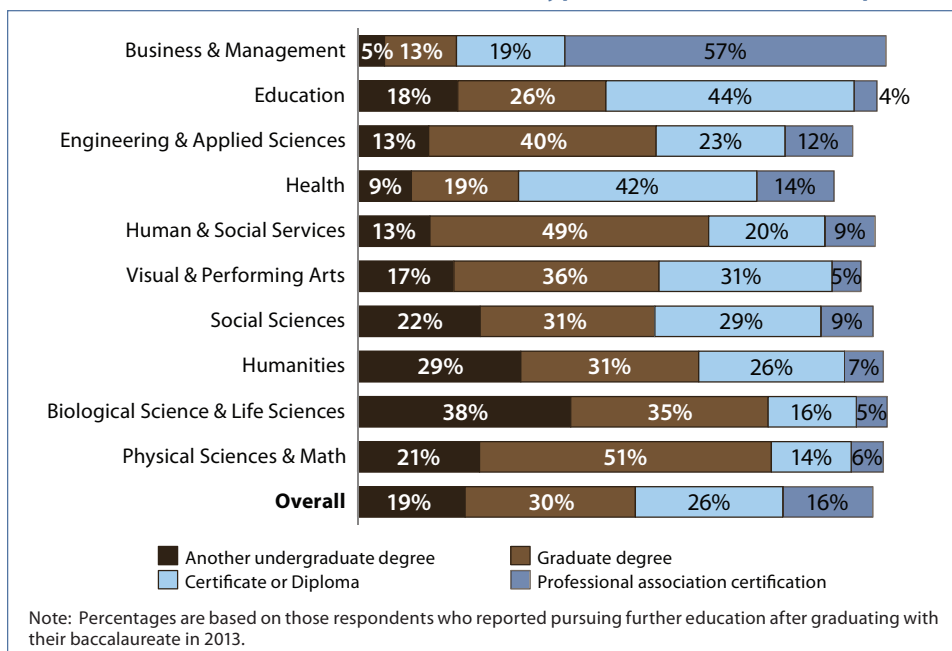 Business & Management 5% 13% 19% 57%
Education 18% 26% 44% 4%
Engineering & Applied Sciences 13% 40% 23% 12%
Health 9% 19% 42% 14%
Human & Social Services 13% 49% 20% 9%
Visual & Performing Arts 17% 36% 31% 5%
Social Sciences 22% 31% 29% 9%
Humanities 29% 31% 26% 7%
Biological Science & Life Sciences 38% 35% 16% 5%
Physical Sciences & Math 21% 51% 14% 6%
Overall 19% 30% 26% 16%
Another undergraduate degree Graduate degree
Certificate or Diploma Professional association certification
Note: Percentages are based on those respondents who reported pursuing further education after graduating with
their baccalaureate in 2013.